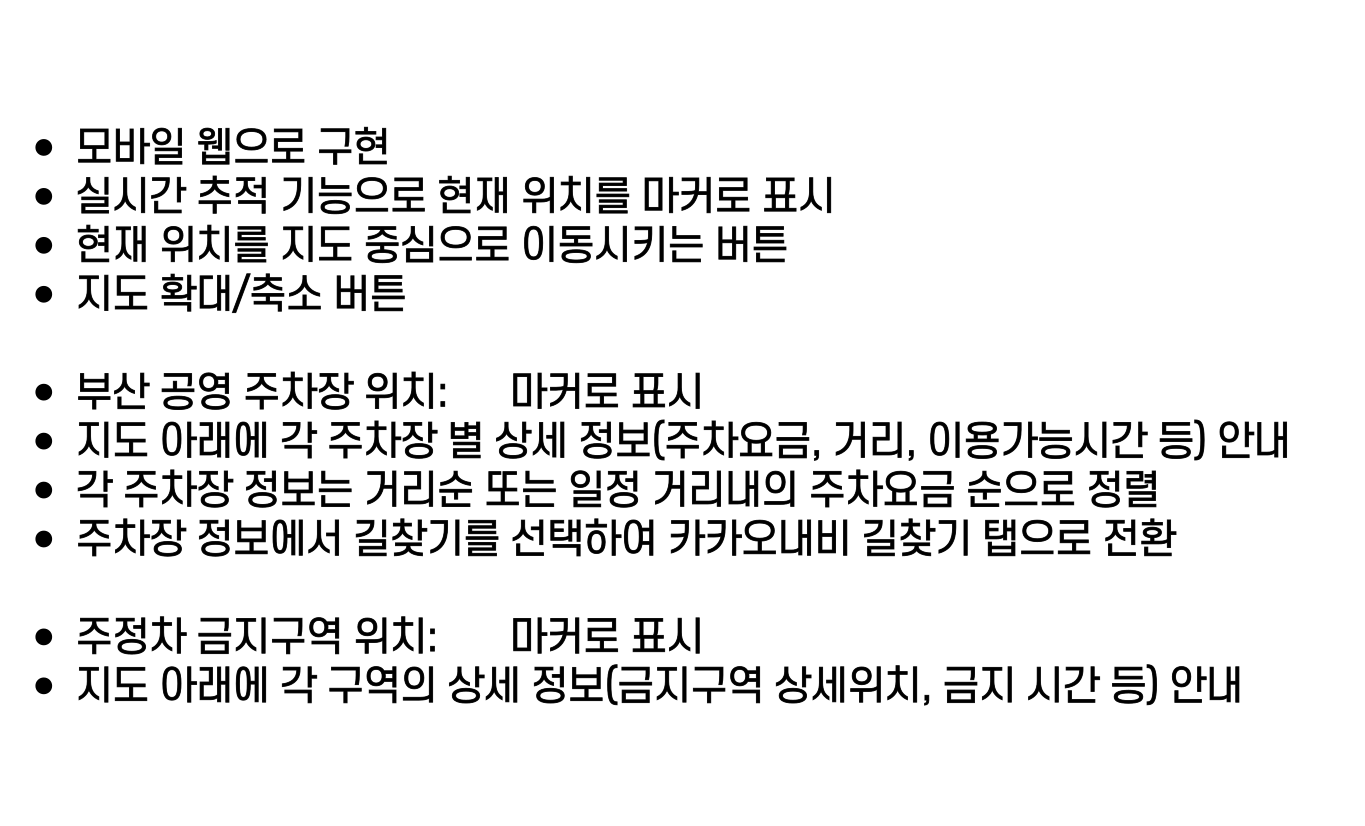 • 모바일 웹으로 구현
• 실시간 추적 기능으로 현재 위치를 마커로 표시
• 현재 위치를 지도 중심으로 이동시키는 버튼
• 지도 확대/축소 버튼
• 부산 공영 주차장 위치: 마커로 표시
• 지도 아래에 각 주차장 별 상세 정보(주차요금, 거리, 이용가능시간 등) 안내
• 각 주차장 정보는 거리순 또는 일정 거리내의 주차요금 순으로 정렬
• 주차장 정보에서 길찾기를 선택하여 카카오내비 길찾기 탭으로 전환
• 주정차 금지구역 위치: 마커로 표시
• 지도 아래에 각 구역의 상세 정보(금지구역 상세위치, 금지 시간 등) 안내